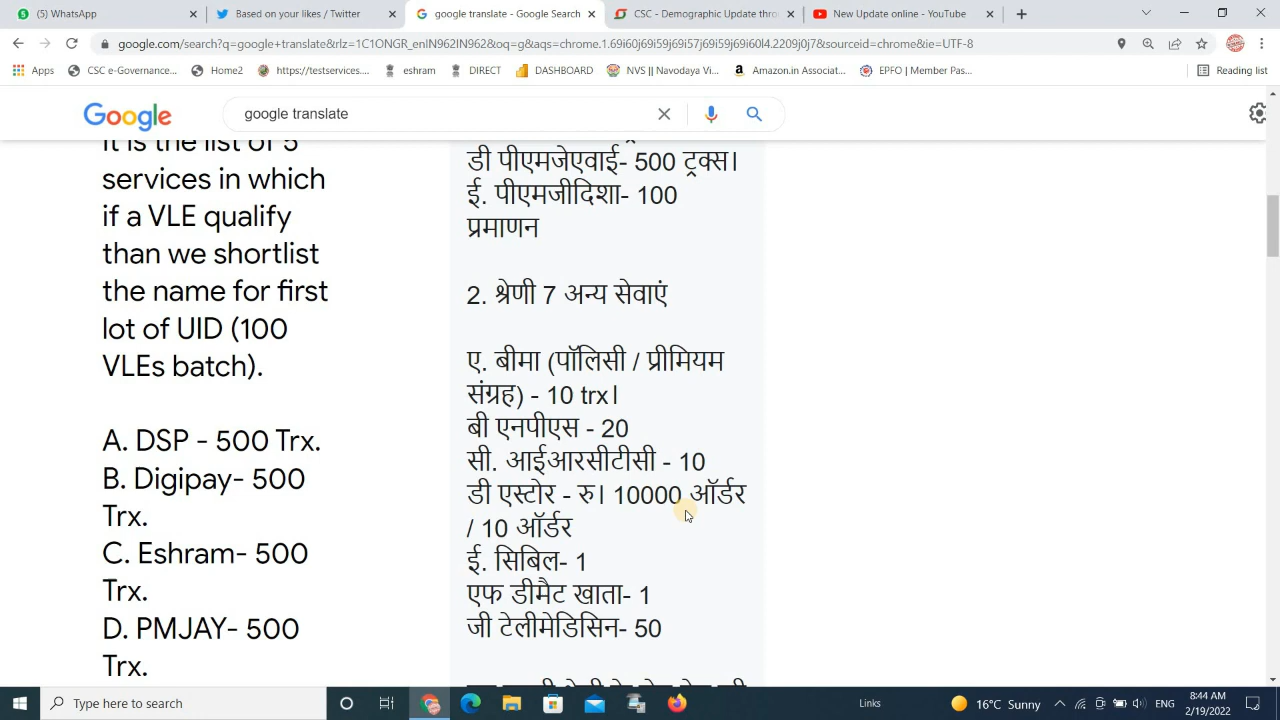 (5) WhatsApp
Based on your likes / Twitter
google translate - Google Search
CSC - Demographic Update thro
New Update online - YouTube
google.com/search?q=google+translate&rlz=1C1ONGR_enIN962IN962&oq=g&aqs=chrome.1.69i60j69i59j69i57j69i59j69i60l4.2209j0j7&sourceid=chrome&ie=UTF-8
Apps
CSC e-Governance...
Home2
https://testservices....
eshram
DIRECT
DASHBOARD
NVS || Navodaya Vi...
Amazon.in Associat...
EPFO | Member Pas...
Reading list
Google
google translate
It is the list of 5
services in which
if a VLE qualify
than we shortlist
the name for first
lot of UID (100
VLEs batch).
A. DSP - 500 Trx.
B. Digipay- 500
Trx.
C. Eshram- 500
Trx.
D. PMJAY- 500
Trx.
डी पीएमजेएवाई- 500 ट्रक्स।
ई. पीएमजीदिशा- 100
प्रमाणन
2. श्रेणी 7 अन्य सेवाएं
ए. बीमा (पॉलिसी / प्रीमियम
संग्रह) - 10 trx।
बी एनपीएस - 20
सी. आईआरसीटीसी - 10
डी एस्टोर - रु। 10000 ऑर्डर
/ 10 ऑर्डर
ई. सिबिल- 1
एफ डीमैट खाता- 1
जी टेलीमेडिसिन- 50
Type here to search
Links
16°C Sunny
ENG
8:44 AM
2/19/2022